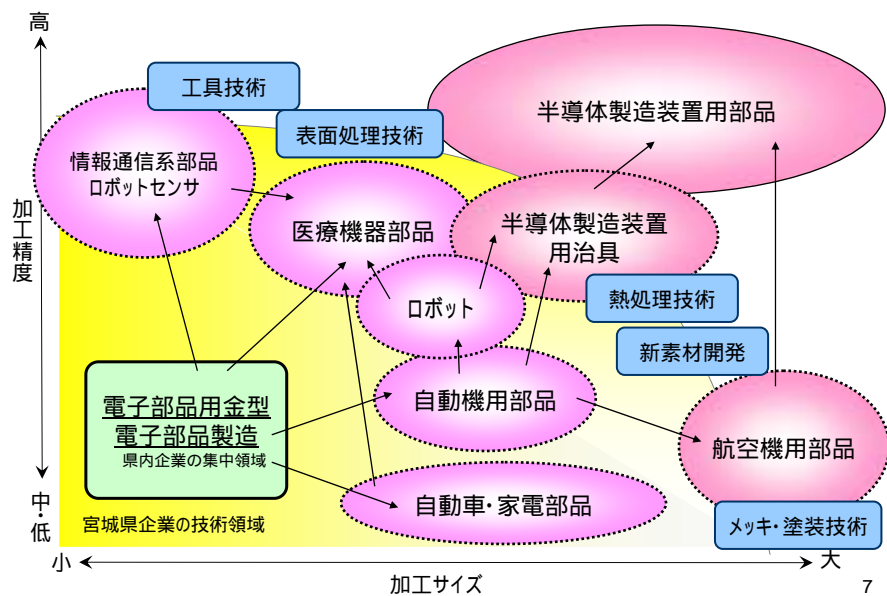 高
工具技術
表面処理技術
半導体製造装置用部品
情報通信系部品
ロボットセンサ
加工精度
医療機器部品
半導体製造装置
用治具
ロボット
熱処理技術
新素材開発
電子部品用金型
電子部品製造
県内企業の集中領域
自動機用部品
航空機用部品
自動車・家電部品
中・低
宮城県企業の技術領域
メッキ・塗装技術
小
大
加工サイズ
7